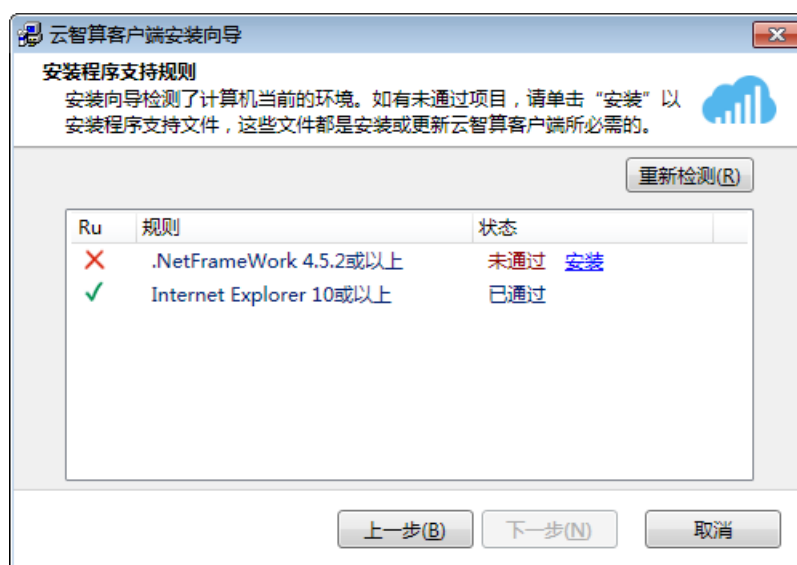 云智算客户端安装向导
安装程序支持规则
安装向导检测了计算机当前的环境。如有未通过项目，请单击“安装”以
安装程序支持文件，这些文件都是安装或更新云智算客户端所必需的。
重新检测(R)
Ru 规则 状态
.NetFrameWork 4.5.2或以上 未通过 安装
Internet Explorer 10或以上 已通过
上一步(B) 下一步(N) 取消